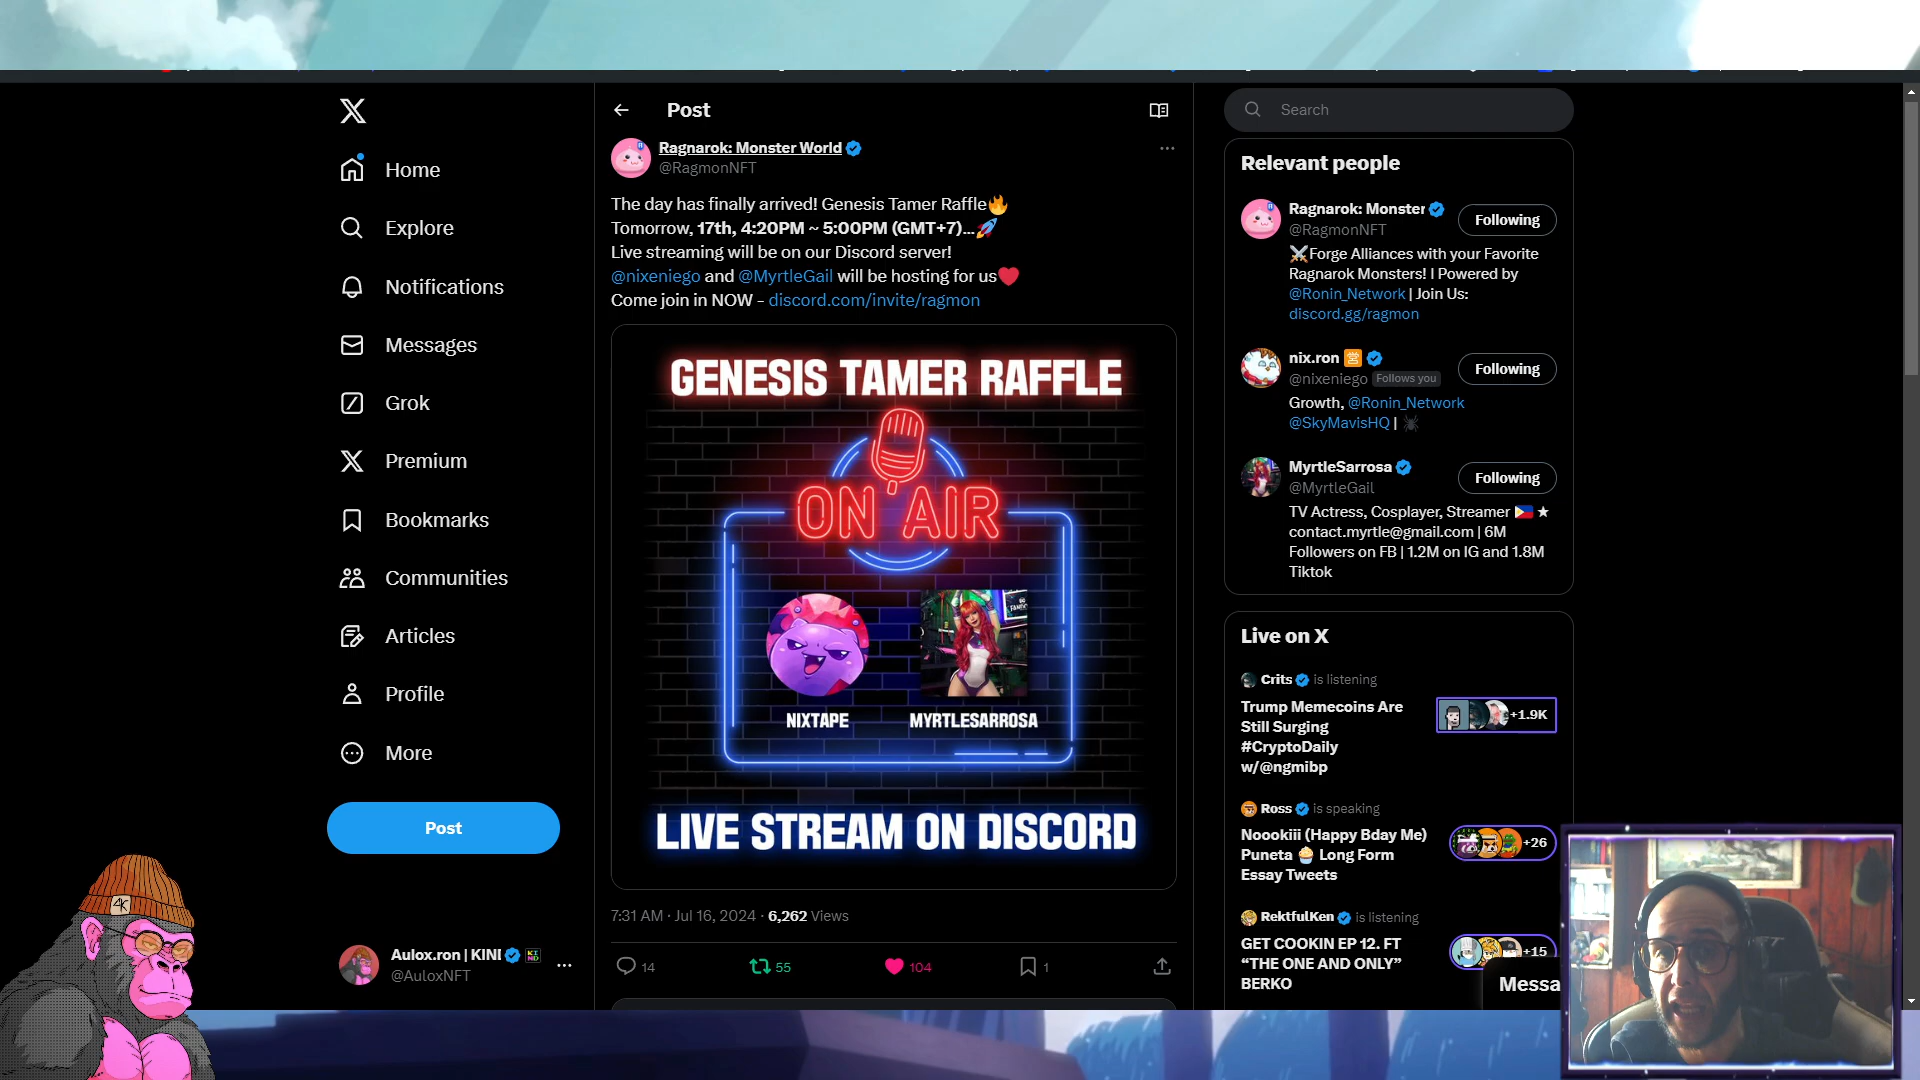 Post
Search
Ragnarok: Monster World
@RagmonNFT
The day has finally arrived! Genesis Tamer Raffle🔥
Tomorrow, 17th, 4:20PM ~ 5:00PM (GMT+7)...🚀
Live streaming will be on our Discord server!
@nixeniego and @MyrtleGail will be hosting for us❤️
Come join in NOW - discord.com/invite/ragmon
GENESIS TAMER RAFFLE
ON AIR
NIXTAPE
MYRTLESARROSA
LIVE STREAM ON DISCORD
7:31 AM · Jul 16, 2024 · 6,262 Views
14
55
104
1
Home
Explore
Notifications
Messages
Grok
Premium
Bookmarks
Communities
Articles
Profile
More
Post
4K
Aulox.ron | KINI
@AuloxNFT
Relevant people
Ragnarok: Monster
@RagmonNFT
Following
⚔️Forge Alliances with your Favorite
Ragnarok Monsters! I Powered by
@Ronin_Network | Join Us:
discord.gg/ragmon
nix.ron
@nixeniego Follows you
Following
Growth, @Ronin_Network
@SkyMavisHQ | 🕷️
MyrtleSarrosa
@MyrtleGail
Following
TV Actress, Cosplayer, Streamer 🇵🇭 ★
contact.myrtle@gmail.com | 6M
Followers on FB | 1.2M on IG and 1.8M
Tiktok
Live on X
Crits is listening
Trump Memecoins Are
Still Surging
#CryptoDaily
w/@ngmibp
+1.9K
Ross is speaking
Noookiii (Happy Bday Me)
Puneta 🧁 Long Form
Essay Tweets
+26
RektfulKen is listening
GET COOKIN EP 12. FT
“THE ONE AND ONLY”
BERKO
+15
Messa